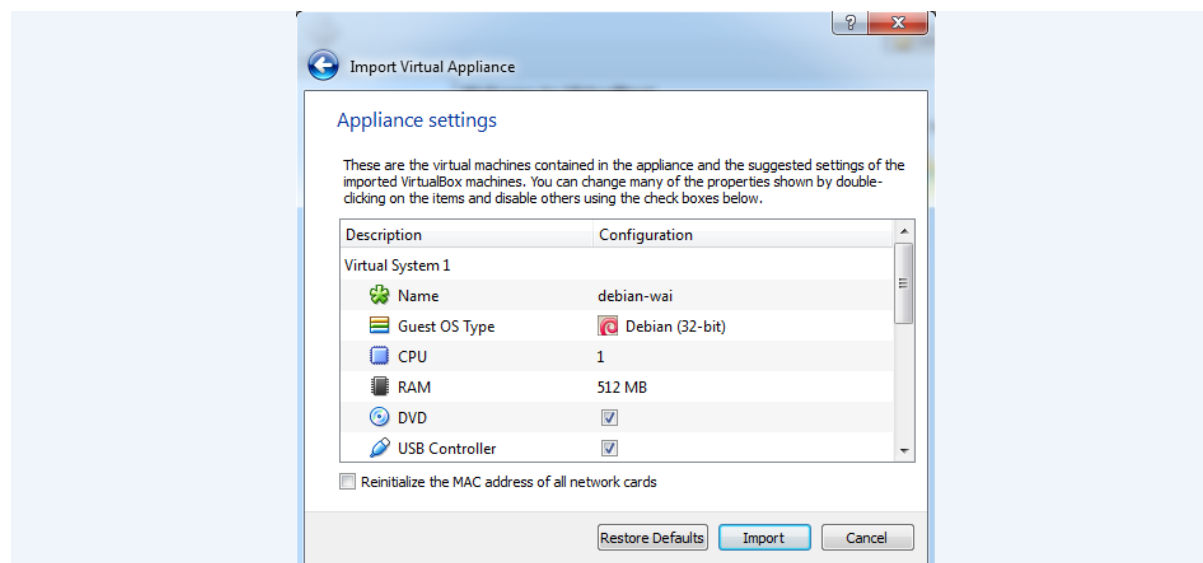 Import Virtual Appliance
Appliance settings
These are the virtual machines contained in the appliance and the suggested settings of the
imported VirtualBox machines. You can change many of the properties shown by double-
clicking on the items and disable others using the check boxes below.
Description Configuration
Virtual System 1
Name debian-wai
Guest OS Type Debian (32-bit)
CPU 1
RAM 512 MB
DVD
USB Controller
Reinitialize the MAC address of all network cards
Restore Defaults Import Cancel